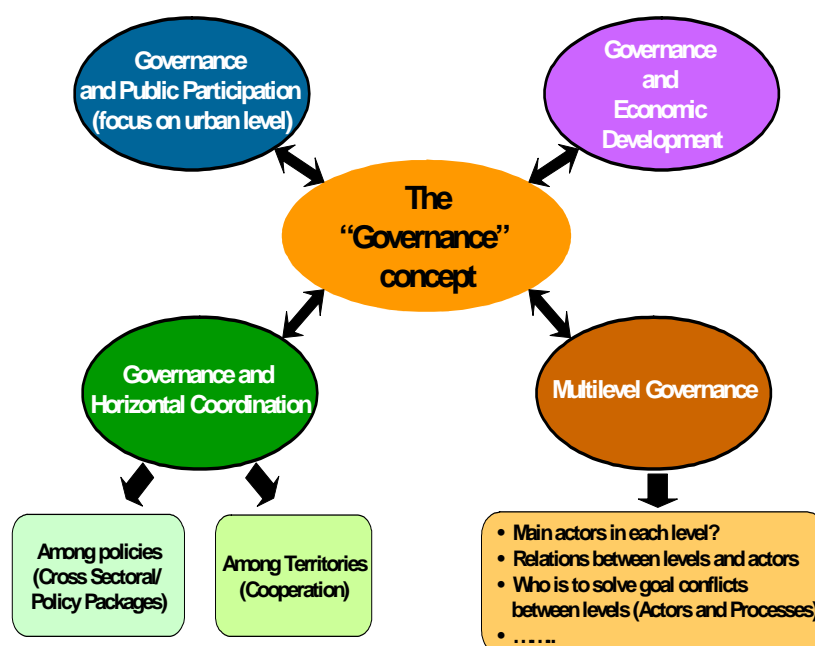 Governance
and Public Participation
(focus on urban level)
Governance
and
Economic
Development
The
“Governance”
concept
Governance and
Horizontal Coordination
Multilevel Governance
Among policies
(Cross Sectoral/
Policy Packages)
Among Territories
(Cooperation)
• Main actors in each level?
• Relations between levels and actors
• Who is to solve goal conflicts
between levels (Actors and Processes)
• …….